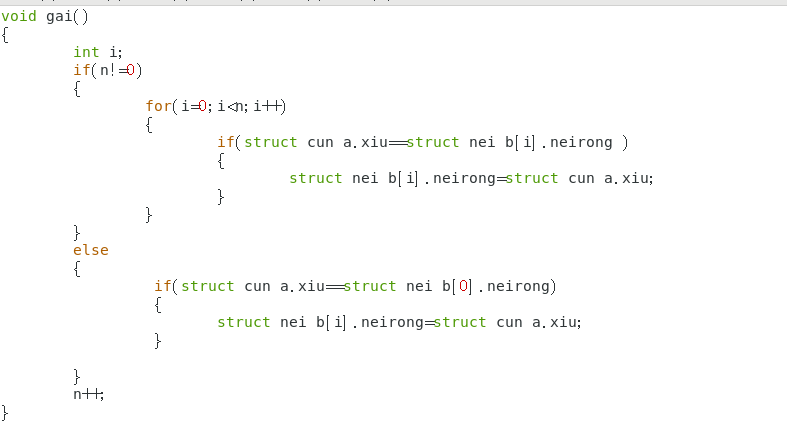 void gai()
{
int i;
if(n!=0)
{
for(i=0;i<n;i++)
{
if(struct cun a.xiu==struct nei b[i].neirong )
{
struct nei b[i].neirong=struct cun a.xiu;
}
}
}
else
{
if(struct cun a.xiu==struct nei b[0].neirong)
{
struct nei b[i].neirong=struct cun a.xiu;
}
}
n++;
}